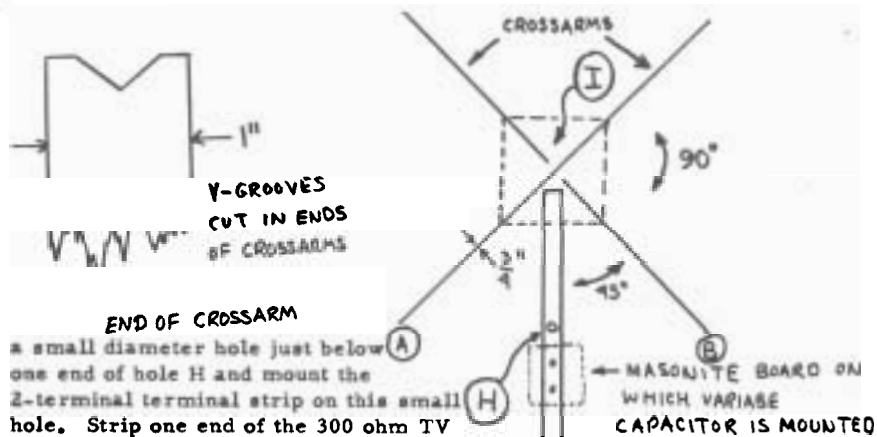 CROSSARMS
I
1"
90°
V-GROOVES
CUT IN ENDS
OF CROSSARMS
3/4"
45°
END OF CROSSARM
A
B
a small diameter hole just below
one end of hole H and mount the
2-terminal terminal strip on this small
hole. Strip one end of the 300 ohm TV
H
MASONITE BOARD ON
WHICH VARIABE
CAPACITOR IS MOUNTED